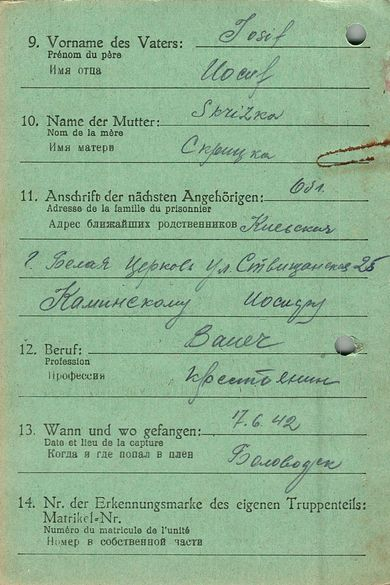 9. Vorname des Vaters: Iosif
Prénom du père
Имя отца Иосиф
10. Name der Mutter: Skrizka
Nom de la mère
Имя матери Скрицка
11. Anschrift der nächsten Angehörigen: Обл.
Adresse de la famille du prisonnier
Адрес ближайших родственников Киевская
г. Белая Церковь ул. 25
Каминскому Иосифу
12. Beruf: Bauer
Profession
Профессия Крестянин
13. Wann und wo gefangen: 7.6.42
Date et lieu de la capture
Когда и где попал в плен Боловодск
14. Nr. der Erkennungsmarke des eigenen Truppenteils:
Matrikel-Nr.
Numéro du matricule de l'unité
Номер в собственной части